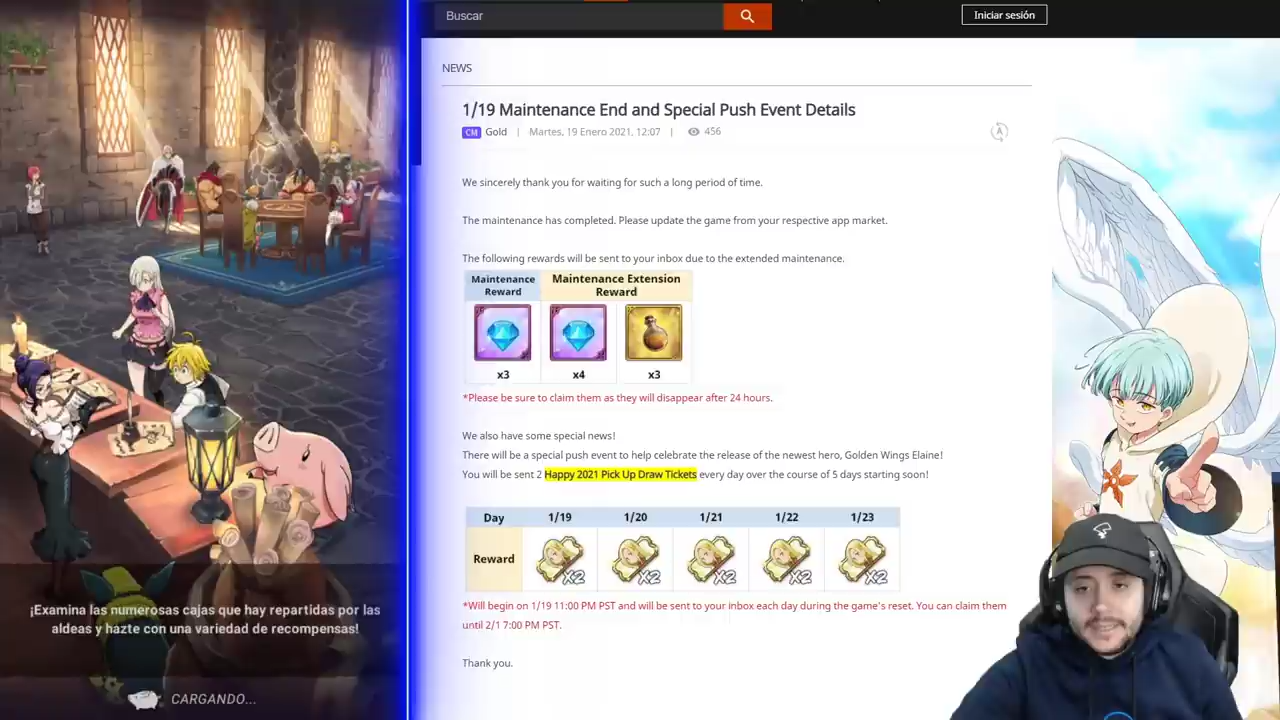 Buscar
Iniciar sesión
NEWS
1/19 Maintenance End and Special Push Event Details
CM Gold | Martes, 19 Enero 2021, 12:07 | 456
A
We sincerely thank you for waiting for such a long period of time.
The maintenance has completed. Please update the game from your respective app market.
The following rewards will be sent to your inbox due to the extended maintenance.
Maintenance Reward Maintenance Extension Reward
x3 x4 x3
*Please be sure to claim them as they will disappear after 24 hours.
We also have some special news!
There will be a special push event to help celebrate the release of the newest hero, Golden Wings Elaine!
You will be sent 2 Happy 2021 Pick Up Draw Tickets every day over the course of 5 days starting soon!
Day 1/19 1/20 1/21 1/22 1/23
Reward X2 X2 X2 X2 X2
*Will begin on 1/19 11:00 PM PST and will be sent to your inbox each day during the game's reset. You can claim them
until 2/1 7:00 PM PST.
Thank you.
¡Examina las numerosas cajas que hay repartidas por las
aldeas y hazte con una variedad de recompensas!
CARGANDO...